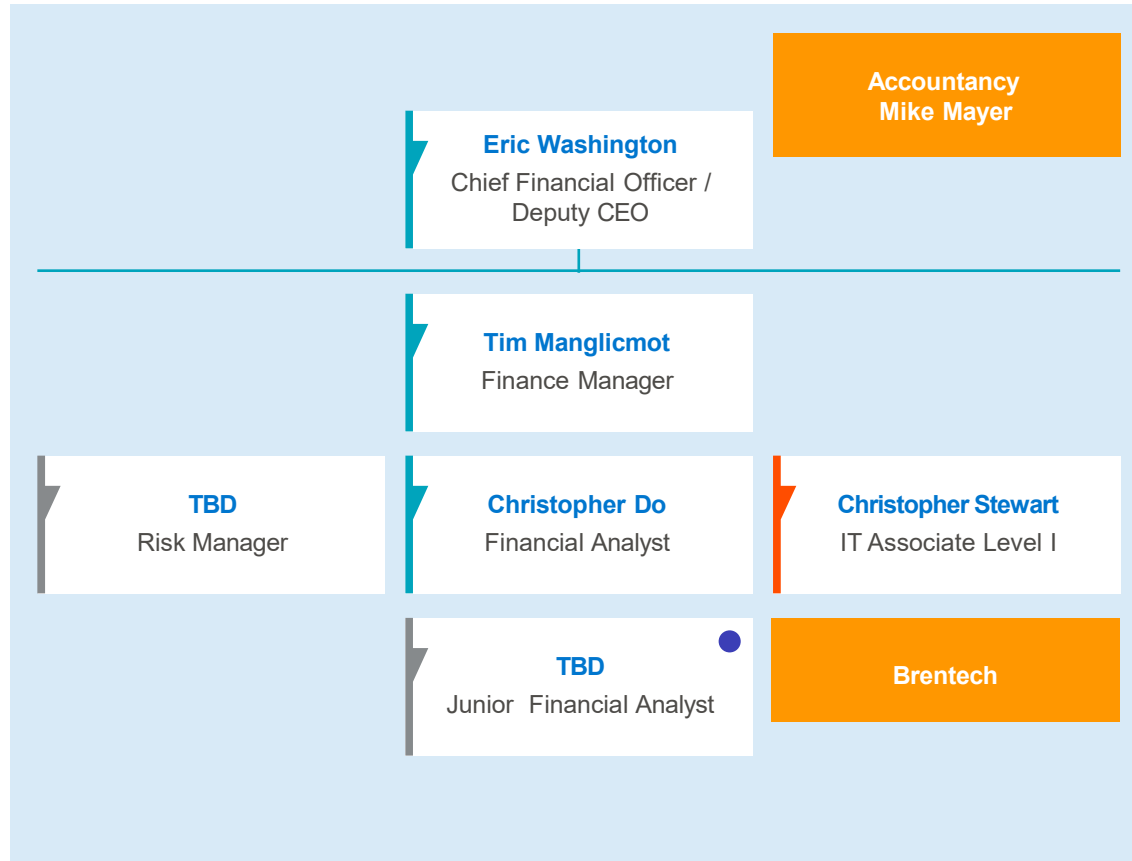 Accountancy
Mike Mayer
Eric Washington
Chief Financial Officer /
Deputy CEO
Tim Manglicmot
Finance Manager
TBD
Risk Manager
Christopher Do
Financial Analyst
Christopher Stewart
IT Associate Level I
TBD
Junior Financial Analyst
Brentech